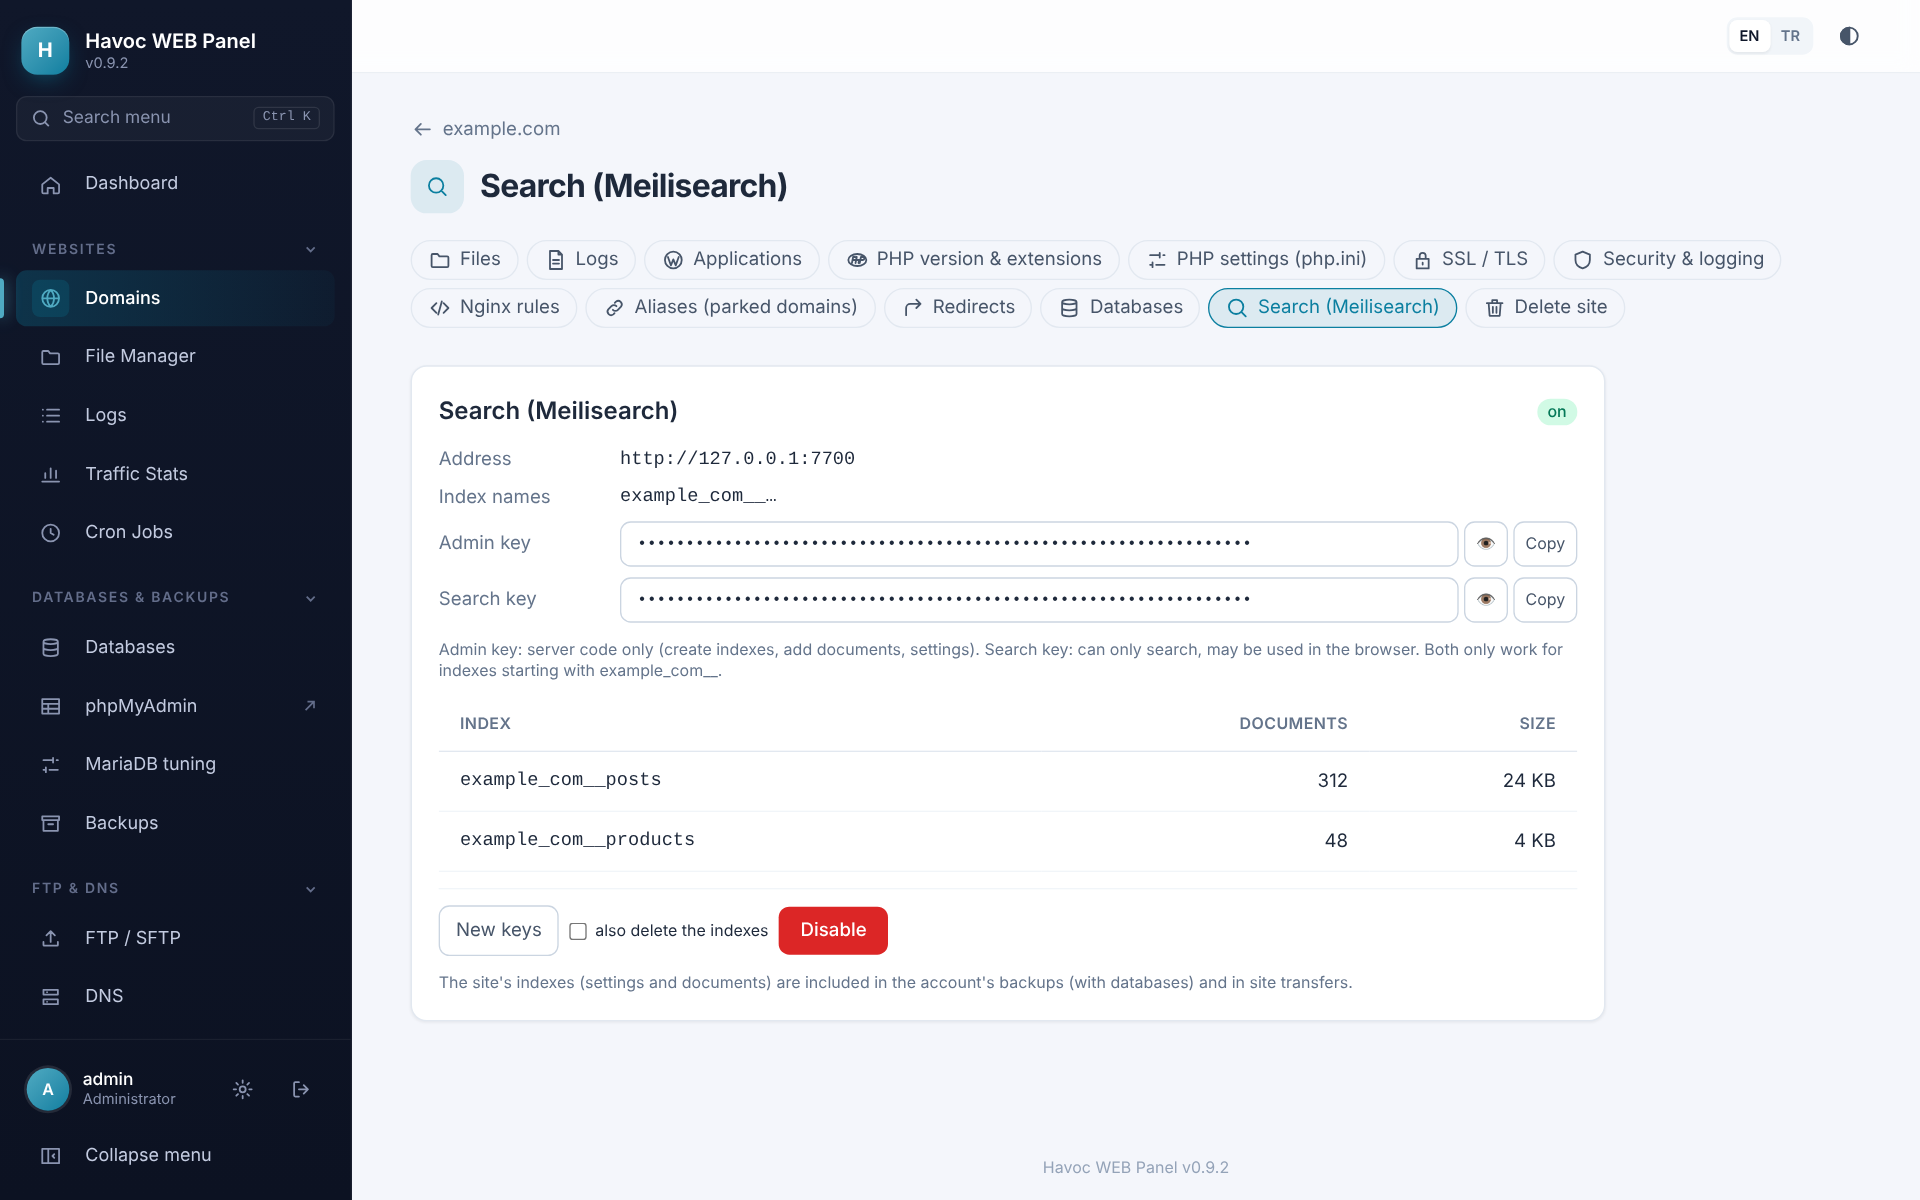 H
Havoc WEB Panel
v0.9.2
Search menu
Ctrl K
Dashboard
WEBSITES
Domains
File Manager
Logs
Traffic Stats
Cron Jobs
DATABASES & BACKUPS
Databases
phpMyAdmin
MariaDB tuning
Backups
FTP & DNS
FTP / SFTP
DNS
A
admin
Administrator
Collapse menu
EN
TR
example.com
Search (Meilisearch)
Files
Logs
Applications
PHP version & extensions
PHP settings (php.ini)
SSL / TLS
Security & logging
Nginx rules
Aliases (parked domains)
Redirects
Databases
Search (Meilisearch)
Delete site
Search (Meilisearch)
on
Address
http://127.0.0.1:7700
Index names
example_com__…
Admin key
Copy
Search key
Copy
Admin key: server code only (create indexes, add documents, settings). Search key: can only search, may be used in the browser. Both only work for
indexes starting with example_com__.
INDEX DOCUMENTS SIZE
example_com__posts 312 24 KB
example_com__products 48 4 KB
New keys
also delete the indexes
Disable
The site's indexes (settings and documents) are included in the account's backups (with databases) and in site transfers.
Havoc WEB Panel v0.9.2